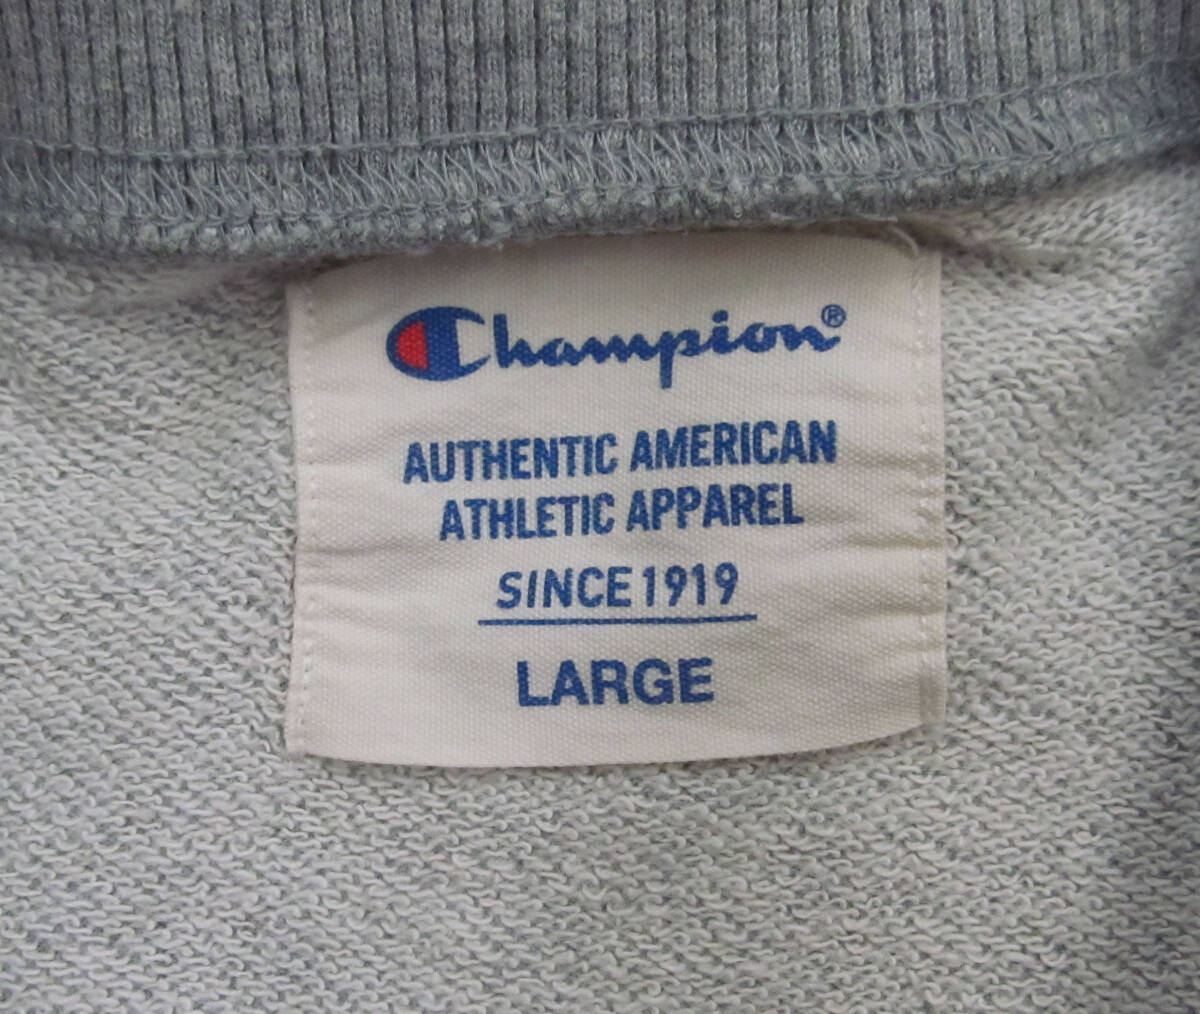 Champion®
AUTHENTIC AMERICAN
ATHLETIC APPAREL
SINCE 1919
LARGE